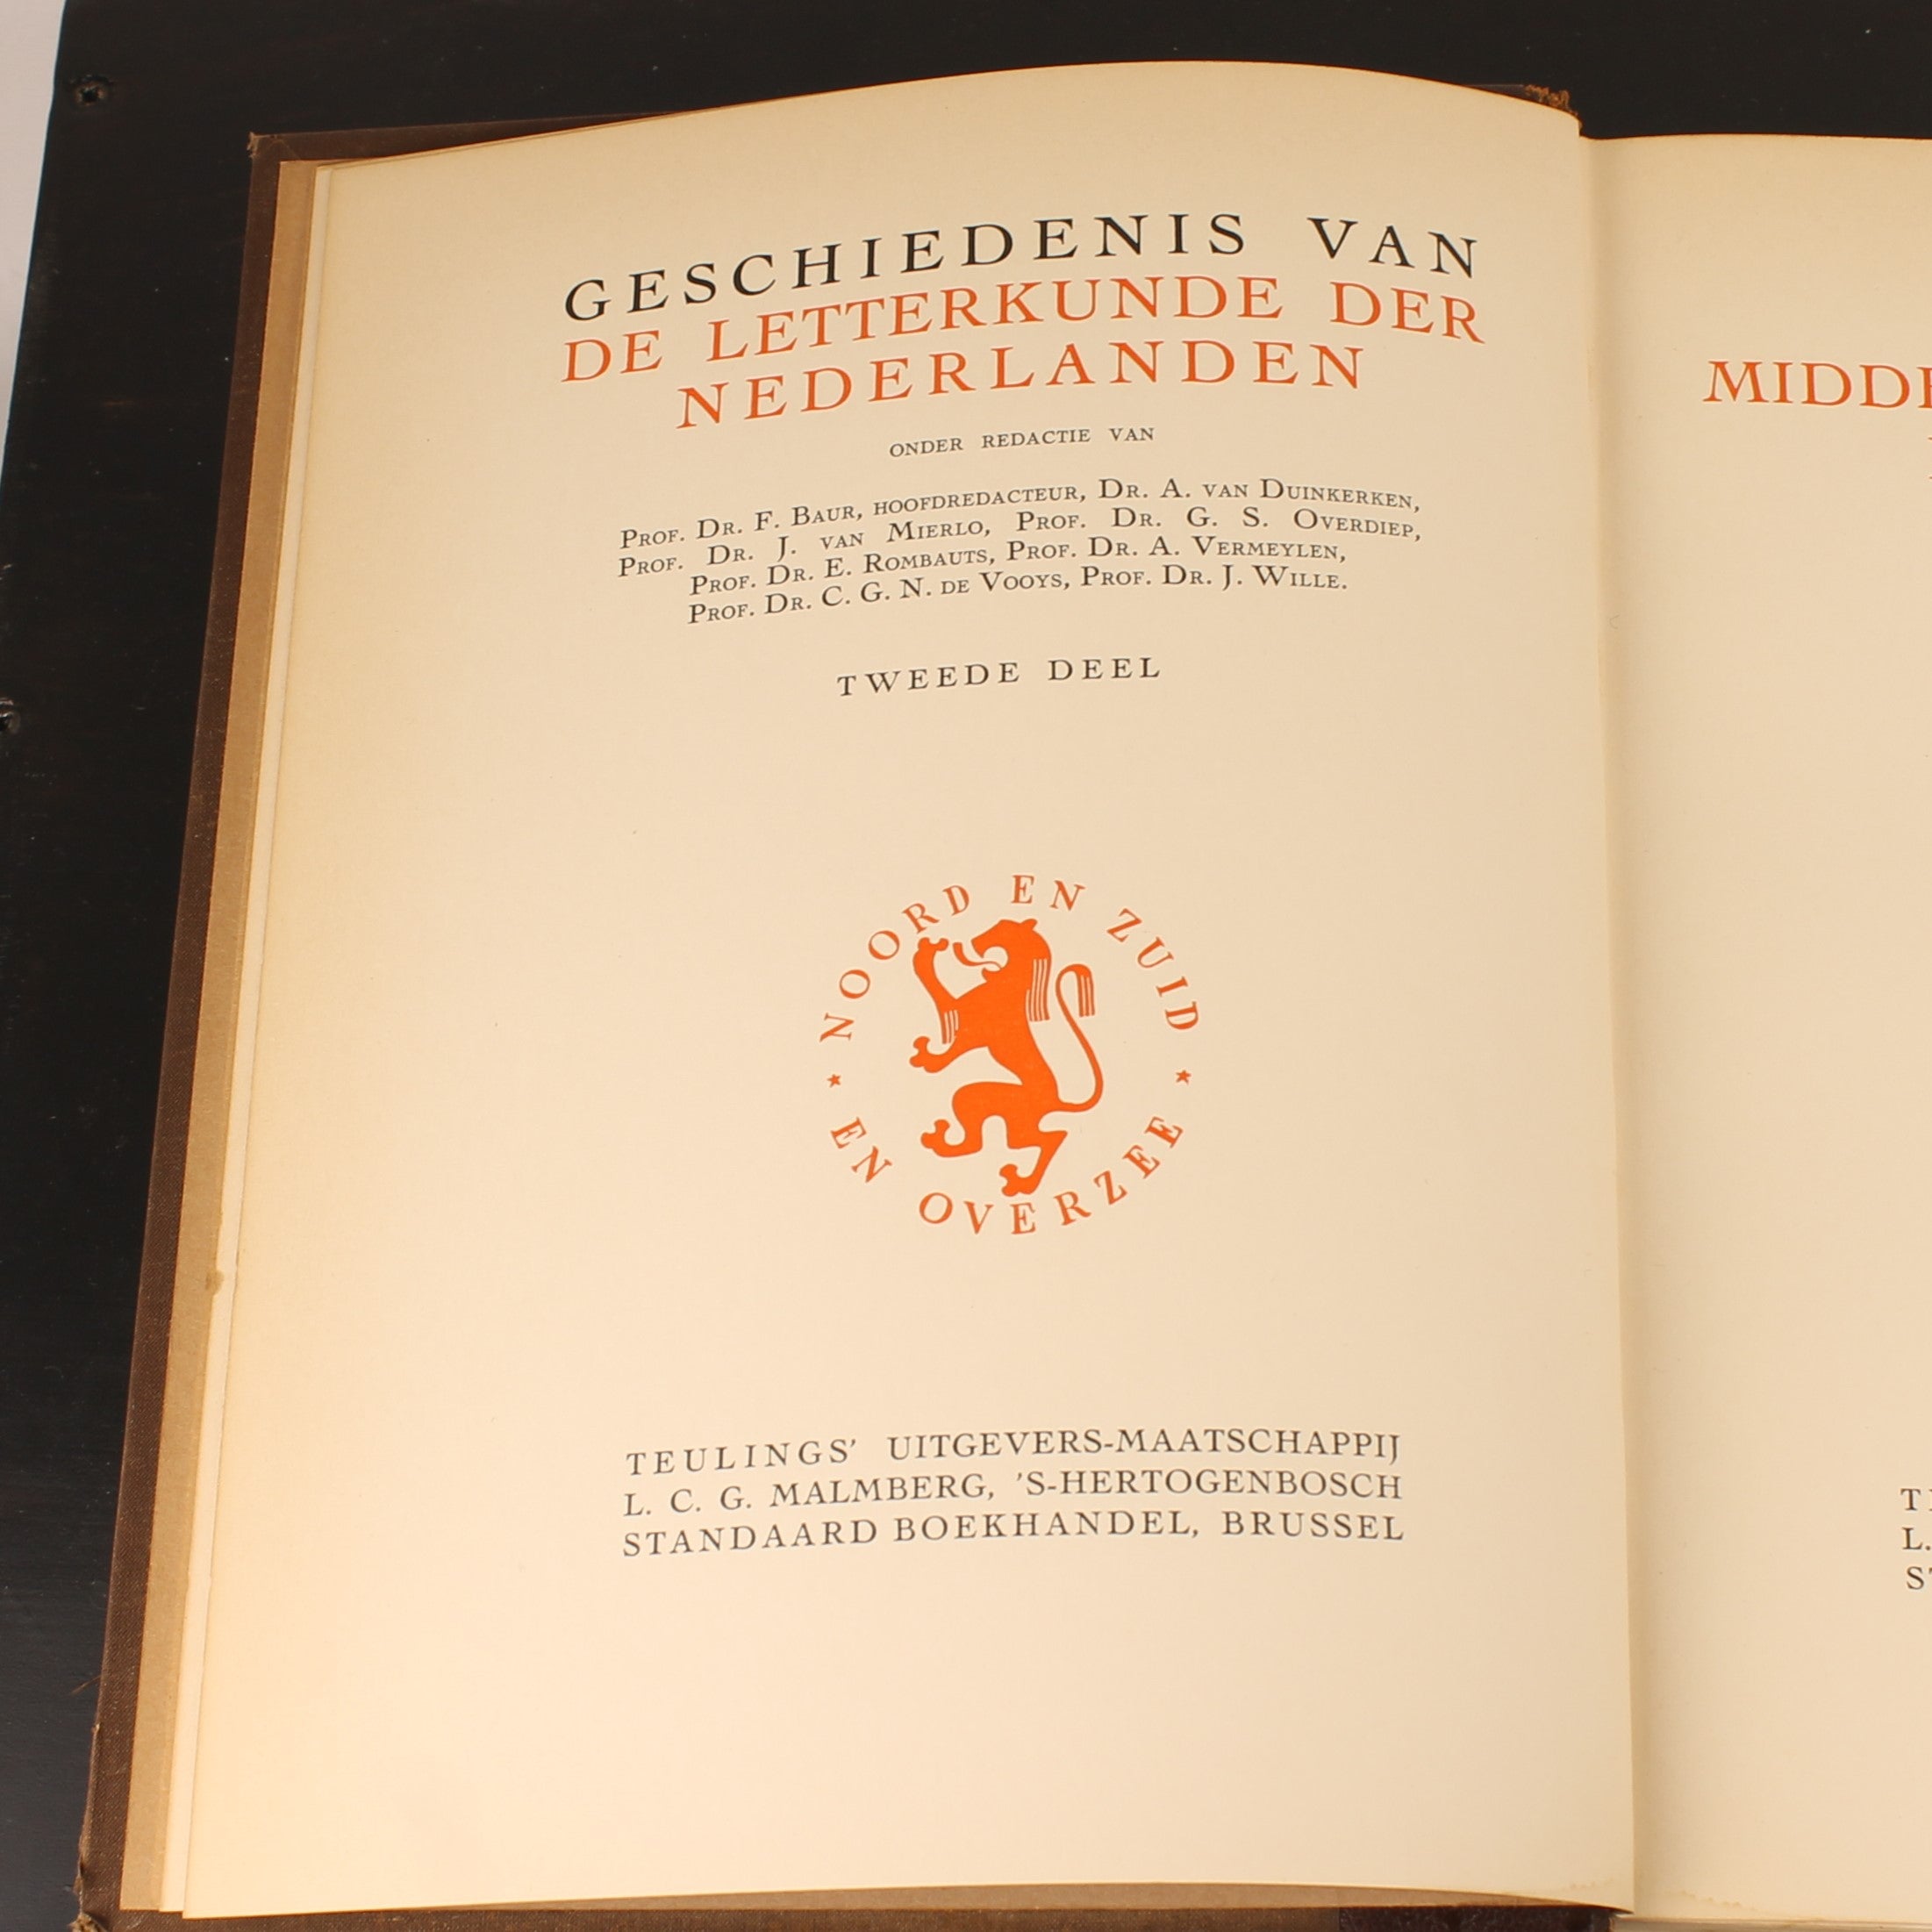 GESCHIEDENIS VAN
DE LETTERKUNDE DER
NEDERLANDEN
ONDER REDACTIE VAN
PROF. DR. F. BAUR, HOOFDREDACTEUR, DR. A. VAN DUINKERKEN,
PROF. DR. J. VAN MIERLO, PROF. DR. G. S. OVERDIEP,
PROF. DR. E. ROMBAUTS, PROF. DR. A. VERMEYLEN,
PROF. DR. C. G. N. DE VOOYS, PROF. DR. J. WILLE.
TWEEDE DEEL
NOORD EN ZUID
* EN OVERZEE *
TEULINGS' UITGEVERS-MAATSCHAPPIJ
L. C. G. MALMBERG, 'S-HERTOGENBOSCH
STANDAARD BOEKHANDEL, BRUSSEL
MIDD
T
L.
S